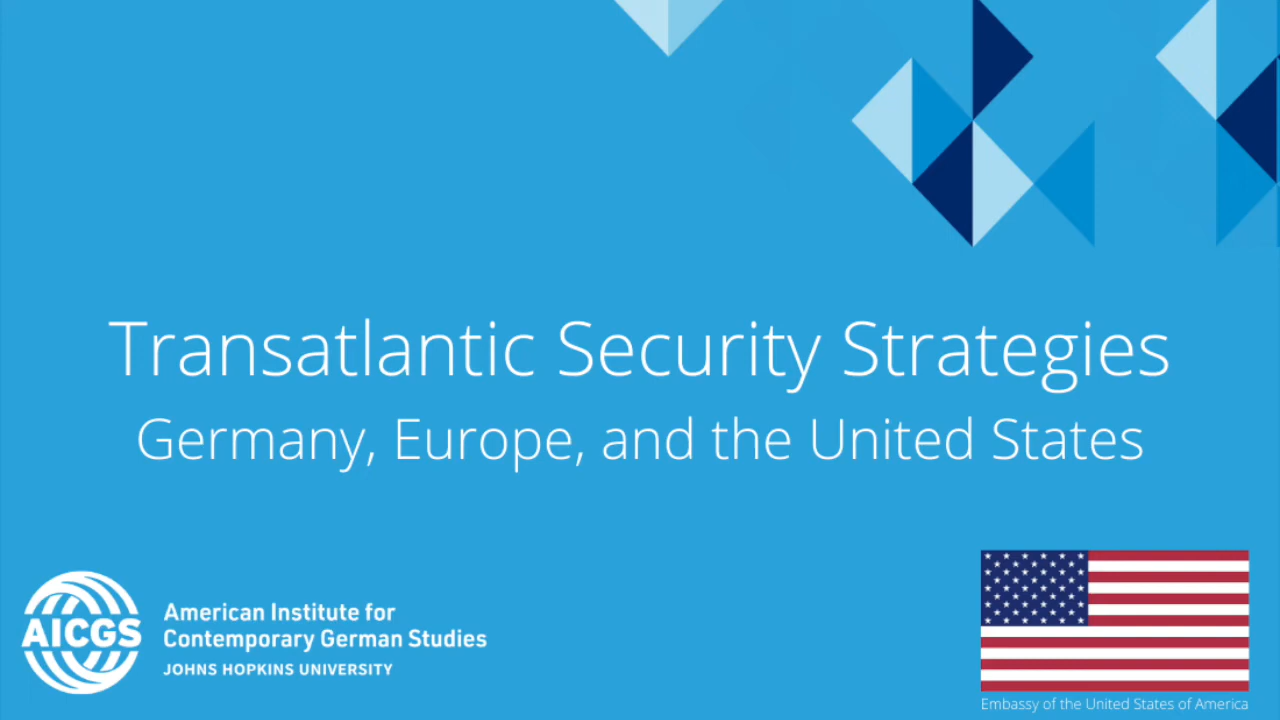 Transatlantic Security Strategies
Germany, Europe, and the United States
AICGS
American Institute for
Contemporary German Studies
JOHNS HOPKINS UNIVERSITY
Embassy of the United States of America